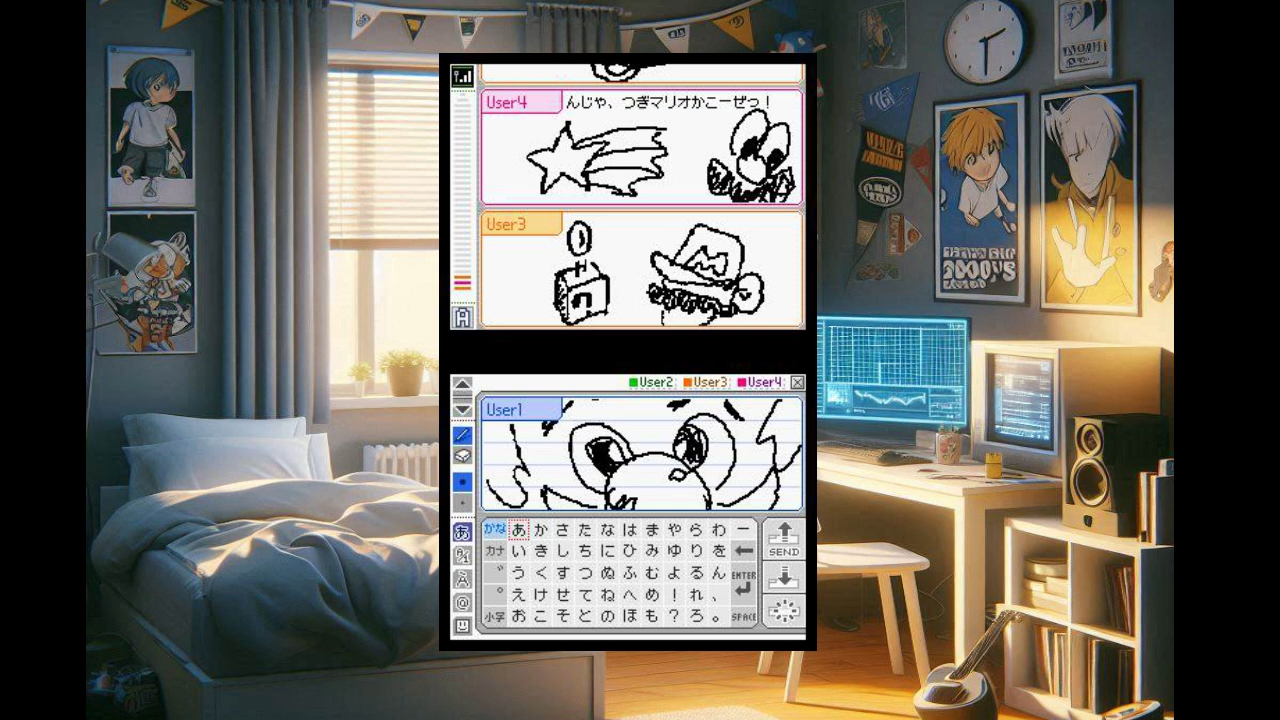 User4 んじゃ、つぎマリオかこーぜっ!
User3
M
A
User2 User3 User4
User1
かな あ か さ た な は ま や ら わ ー
カナ い き し ち に ひ み ゆ り を
゛ う く す つ ぬ ふ む よ る ん ENTER
゜ え け せ て ね へ め ! れ 、
小字 お こ そ と の ほ も ? ろ 。 SPACE
SEND
あ
@